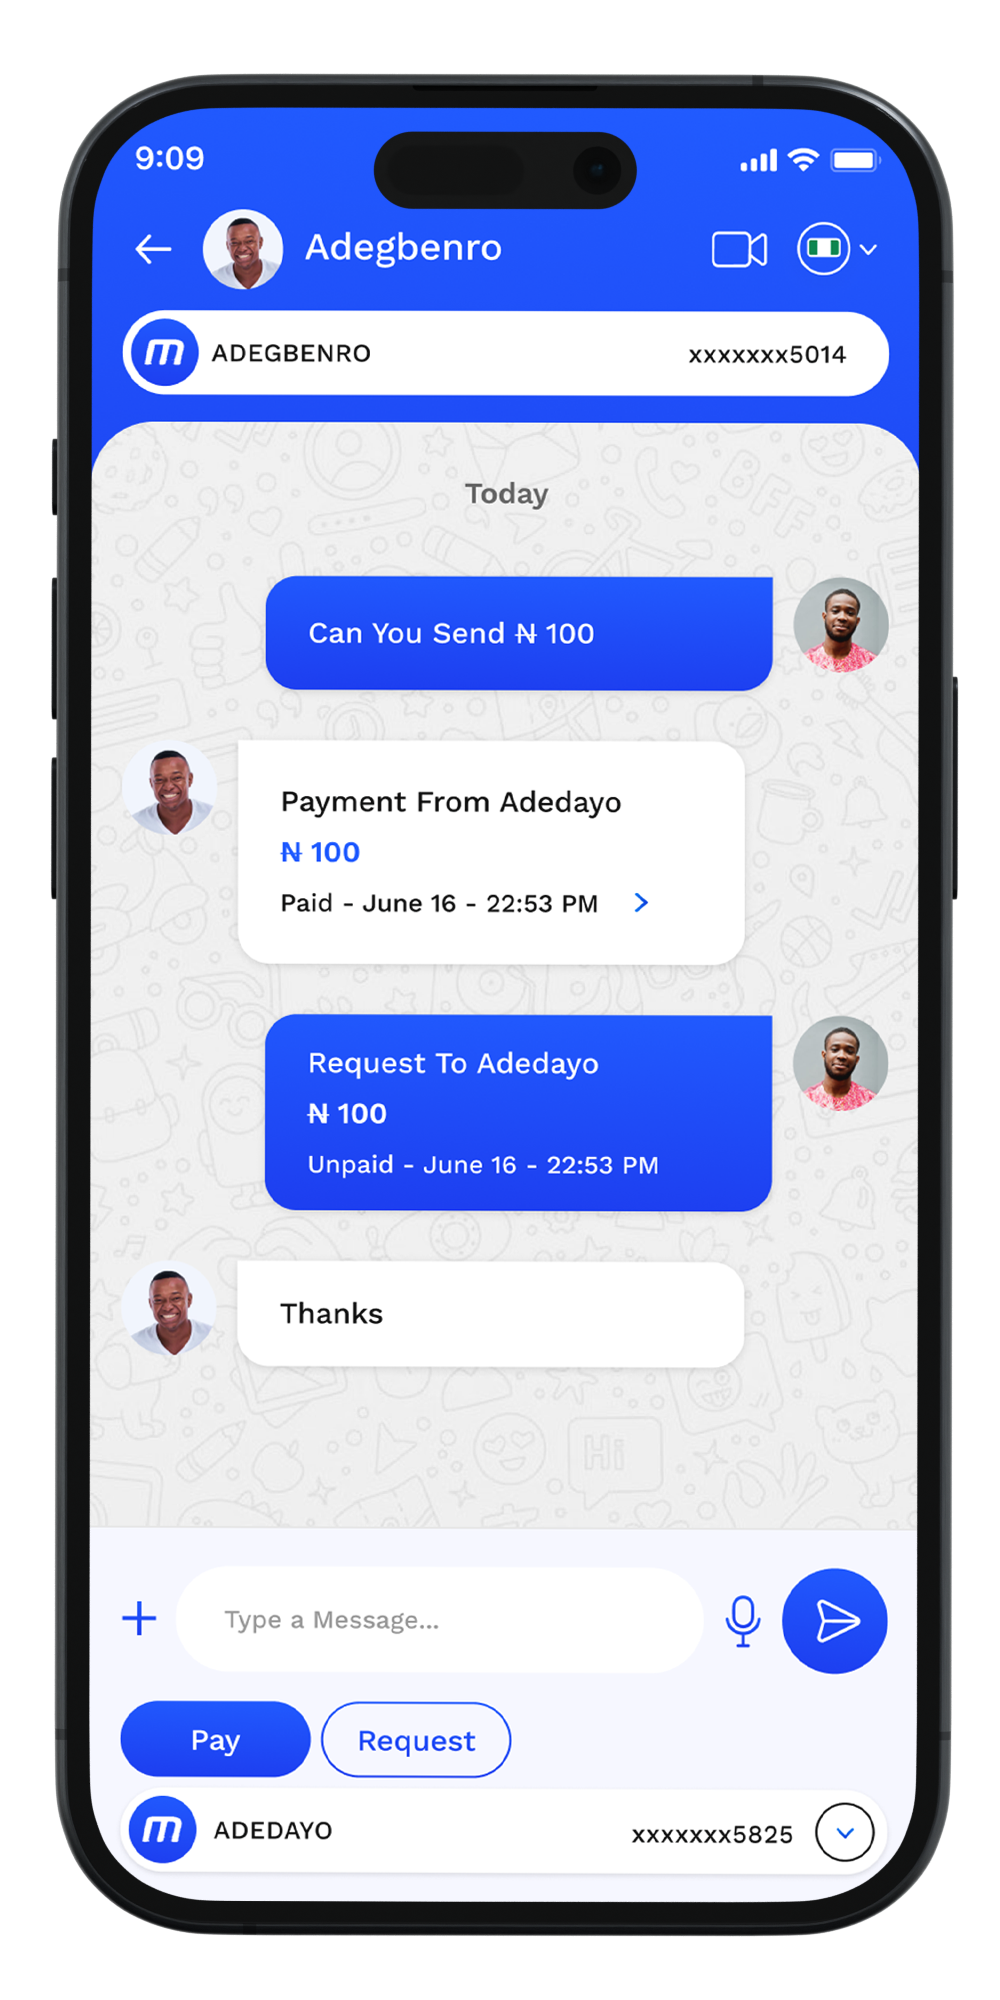 9:09
Adegbenro
m ADEGBENRO xxxxxxx5014
Today
BFF
Can You Send ₦ 100
Payment From Adedayo
₦ 100
Paid - June 16 - 22:53 PM
Request To Adedayo
₦ 100
Unpaid - June 16 - 22:53 PM
Thanks
Hi
Type a Message...
Pay Request
m ADEDAYO xxxxxxx5825